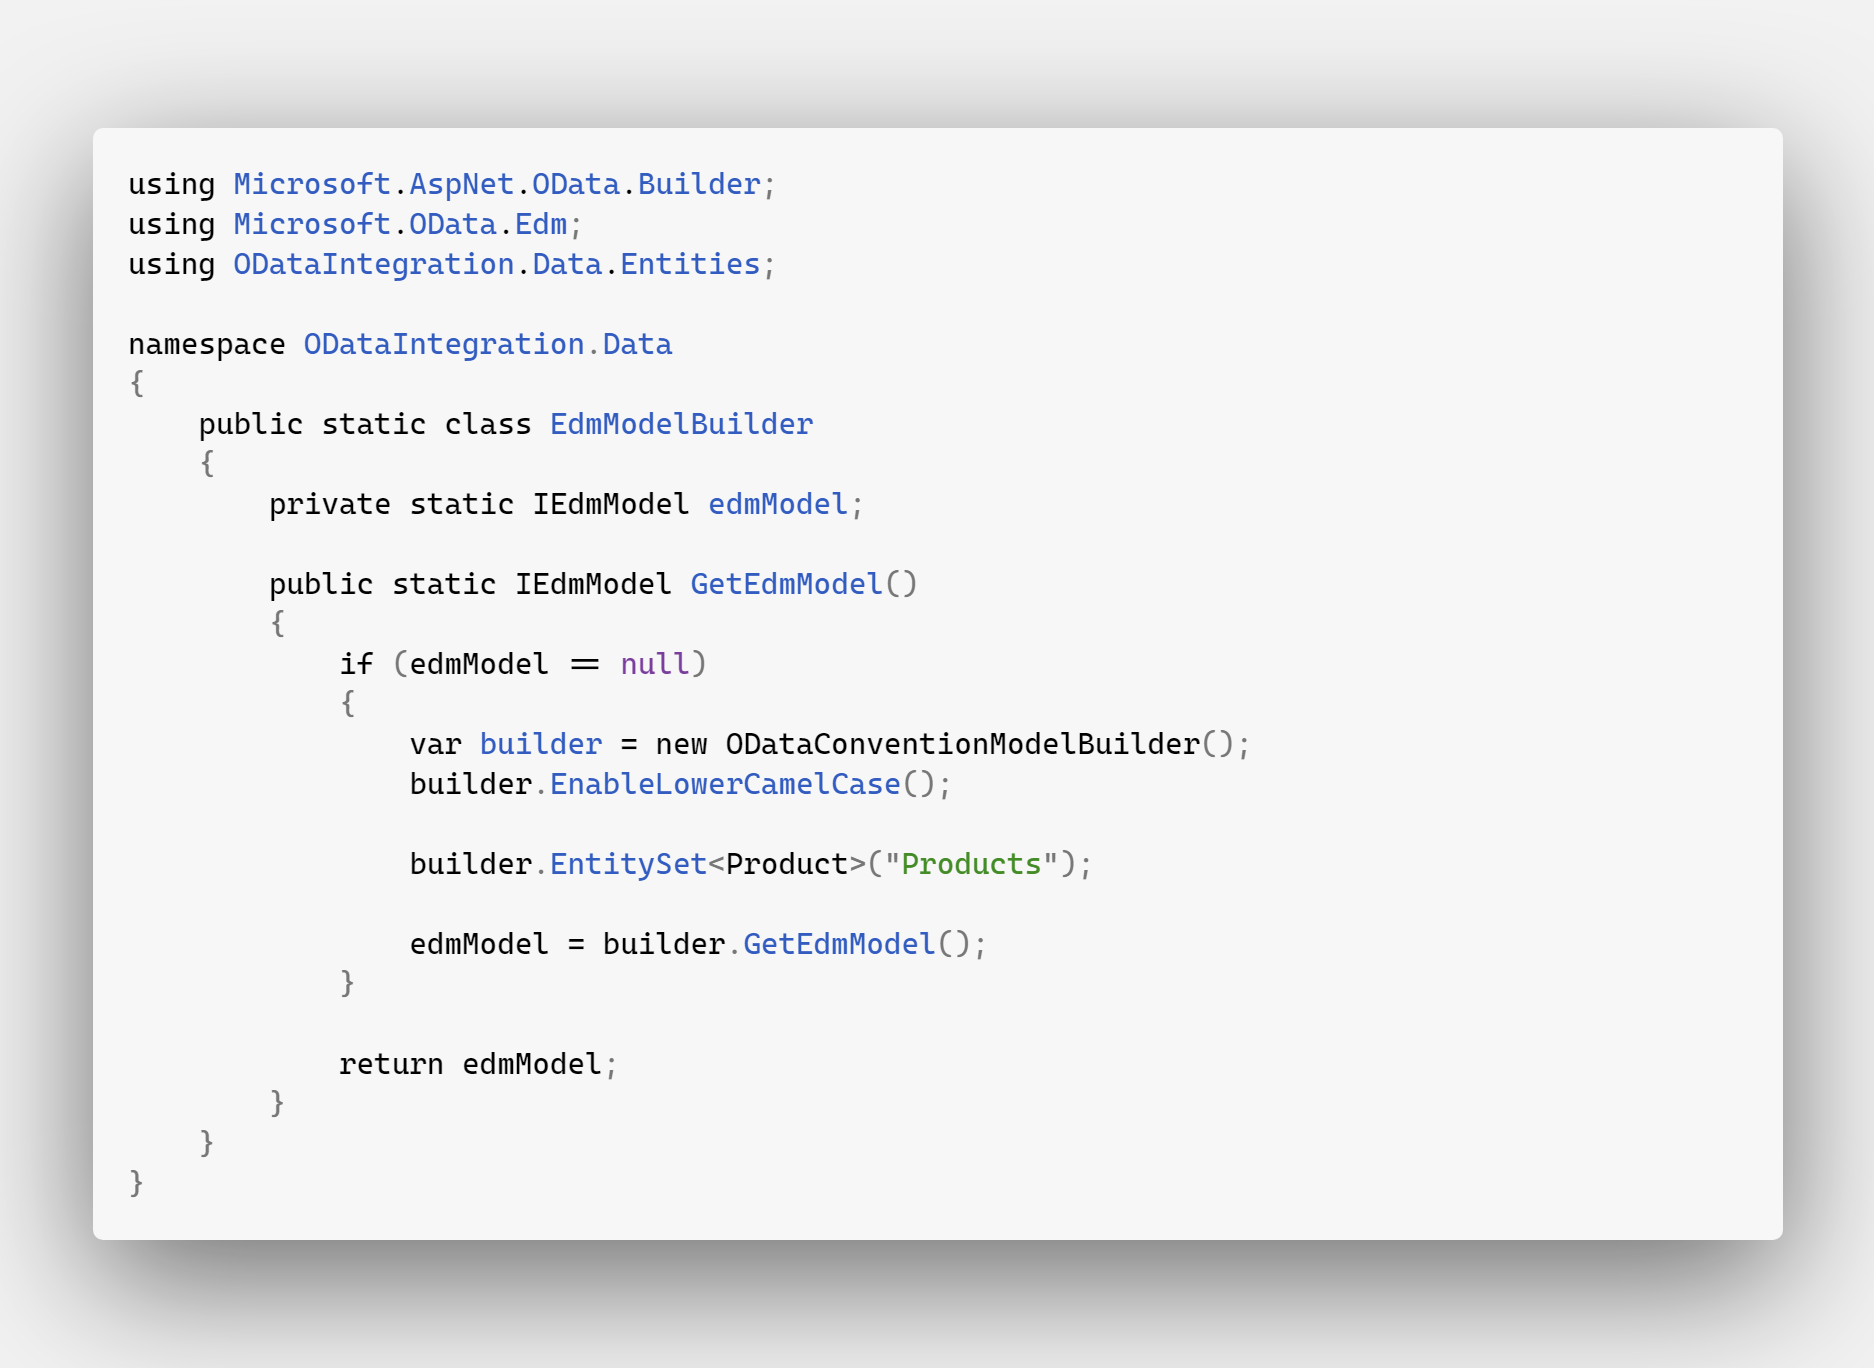 using Microsoft.AspNet.OData.Builder;
using Microsoft.OData.Edm;
using ODataIntegration.Data.Entities;

namespace ODataIntegration.Data
{
    public static class EdmModelBuilder
    {
        private static IEdmModel edmModel;

        public static IEdmModel GetEdmModel()
        {
            if (edmModel == null)
            {
                var builder = new ODataConventionModelBuilder();
                builder.EnableLowerCamelCase();

                builder.EntitySet<Product>("Products");

                edmModel = builder.GetEdmModel();
            }

            return edmModel;
        }
    }
}